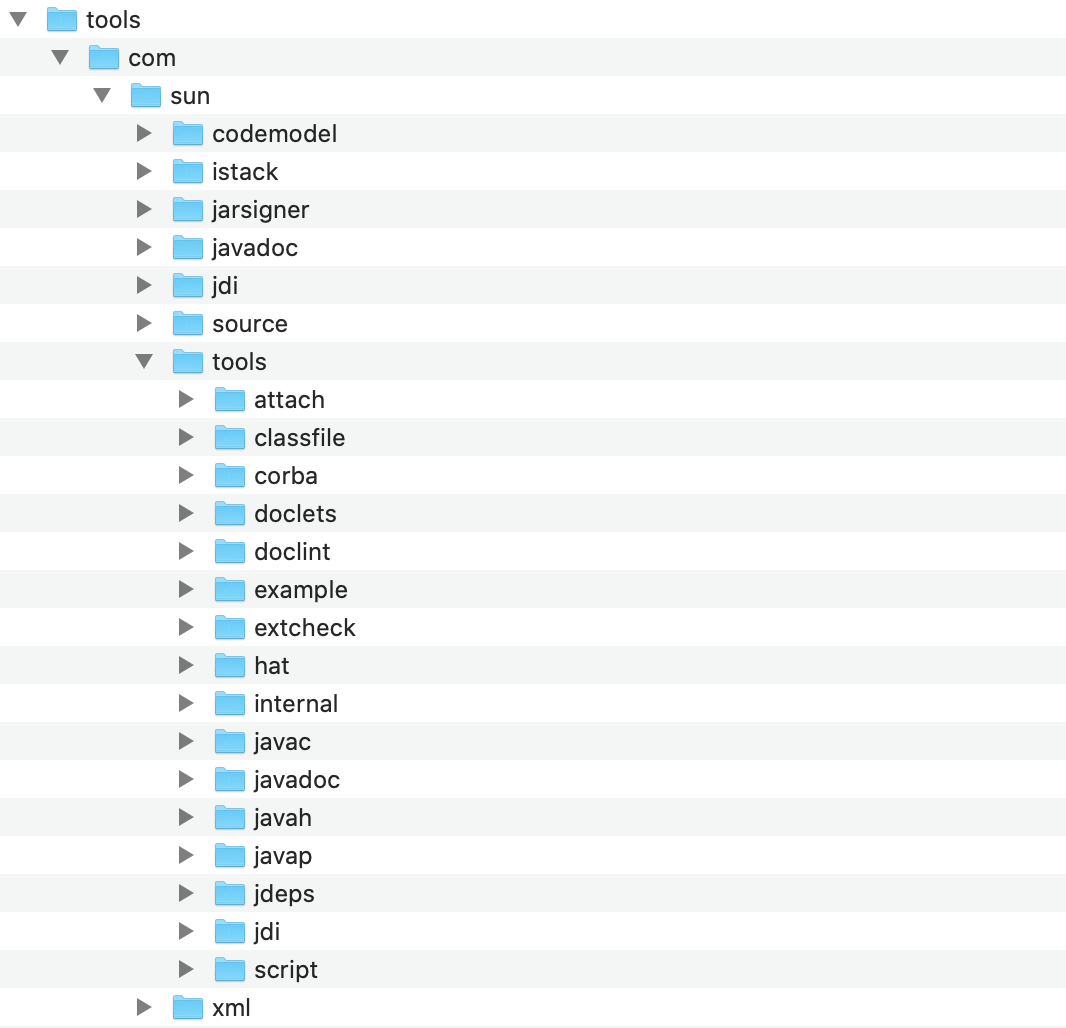 tools
com
sun
codemodel
istack
jarsigner
javadoc
jdi
source
tools
attach
classfile
corba
doclets
doclint
example
extcheck
hat
internal
javac
javadoc
javah
javap
jdeps
jdi
script
xml